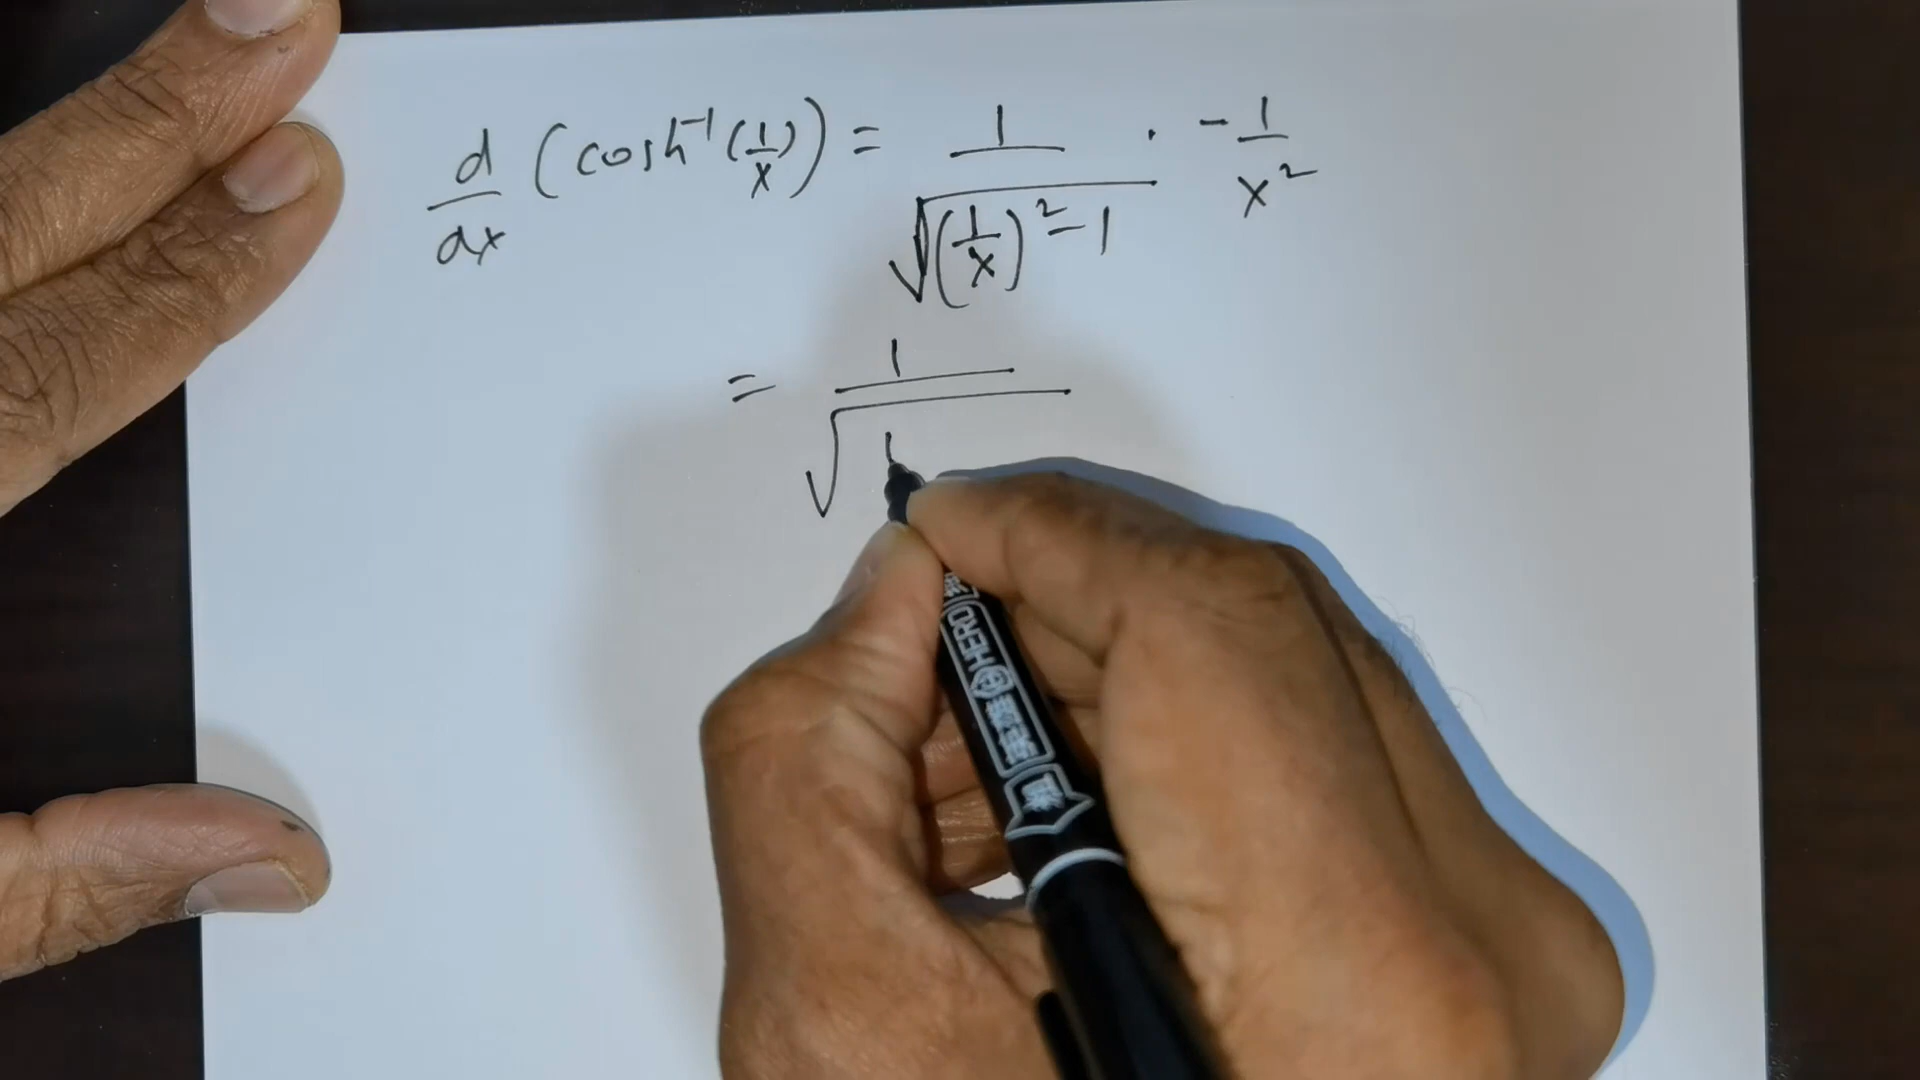 d/dx (cosh⁻¹(1/x)) = 1/√((1/x)² - 1) · -1/x²
= 1/√(1
HERO